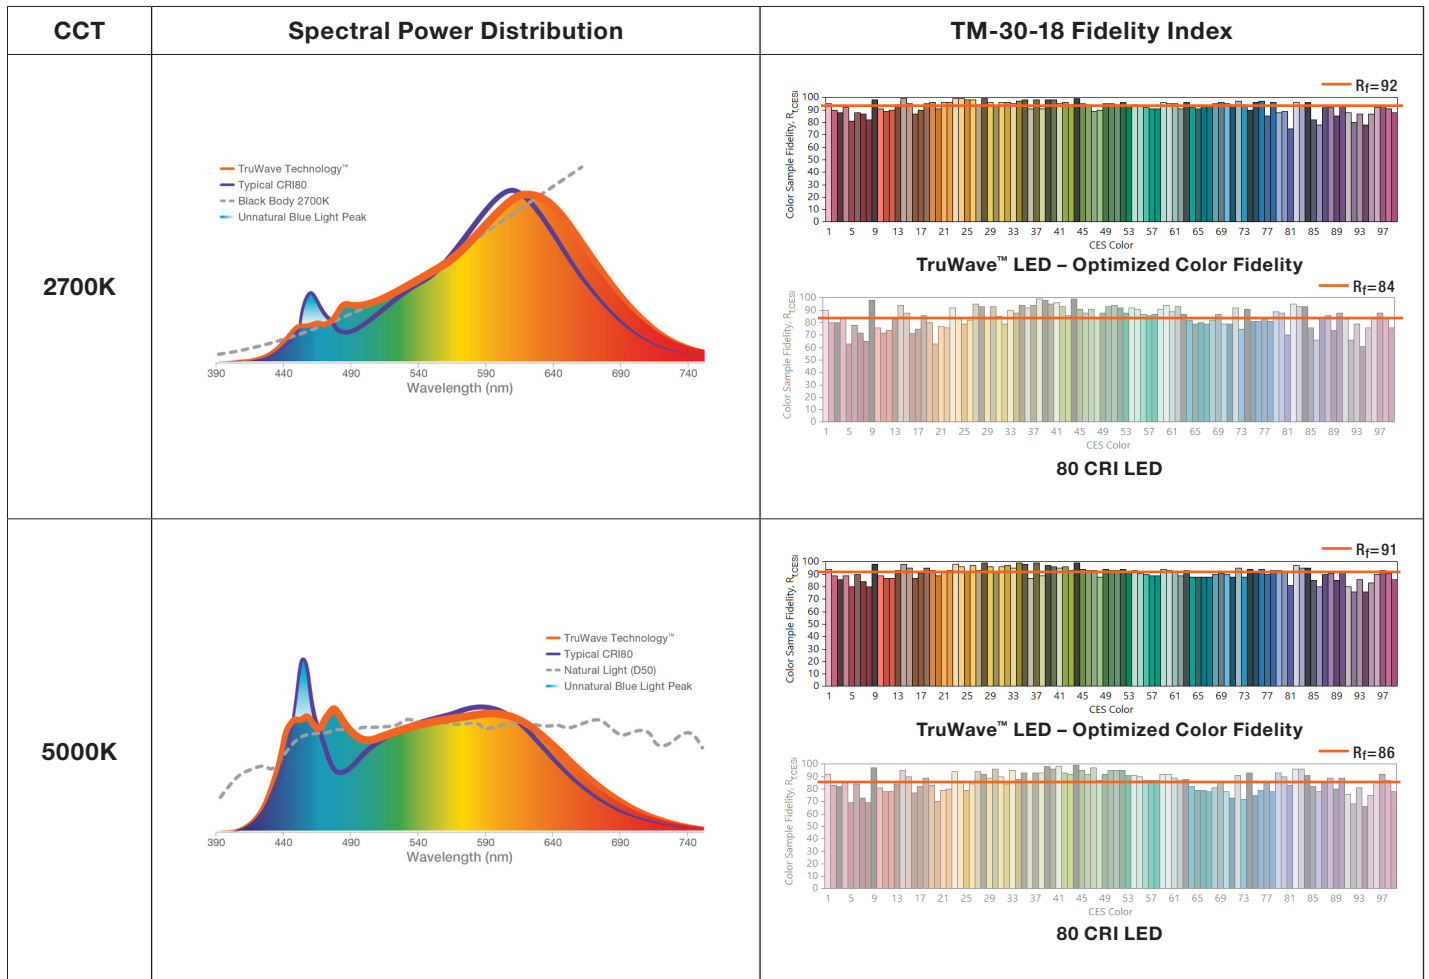 CCT
Spectral Power Distribution
TM-30-18 Fidelity Index
2700K
TruWave Technology™
Typical CRI80
Black Body 2700K
Unnatural Blue Light Peak
390 440 490 540 590 640 690 740
Wavelength (nm)
Rf=92
Color Sample Fidelity, Rf,CESi
100
90
80
70
60
50
40
30
20
10
0
1 5 9 13 17 21 25 29 33 37 41 45 49 53 57 61 65 69 73 77 81 85 89 93 97
CES Color
TruWave™ LED – Optimized Color Fidelity
Rf=84
Color Sample Fidelity, Rf,CESi
100
90
80
70
60
50
40
30
20
10
0
1 5 9 13 17 21 25 29 33 37 41 45 49 53 57 61 65 69 73 77 81 85 89 93 97
CES Color
80 CRI LED
5000K
TruWave Technology™
Typical CRI80
Natural Light (D50)
Unnatural Blue Light Peak
390 440 490 540 590 640 690 740
Wavelength (nm)
Rf=91
Color Sample Fidelity, Rf,CESi
100
90
80
70
60
50
40
30
20
10
0
1 5 9 13 17 21 25 29 33 37 41 45 49 53 57 61 65 69 73 77 81 85 89 93 97
CES Color
TruWave™ LED – Optimized Color Fidelity
Rf=86
Color Sample Fidelity, Rf,CESi
100
90
80
70
60
50
40
30
20
10
0
1 5 9 13 17 21 25 29 33 37 41 45 49 53 57 61 65 69 73 77 81 85 89 93 97
CES Color
80 CRI LED